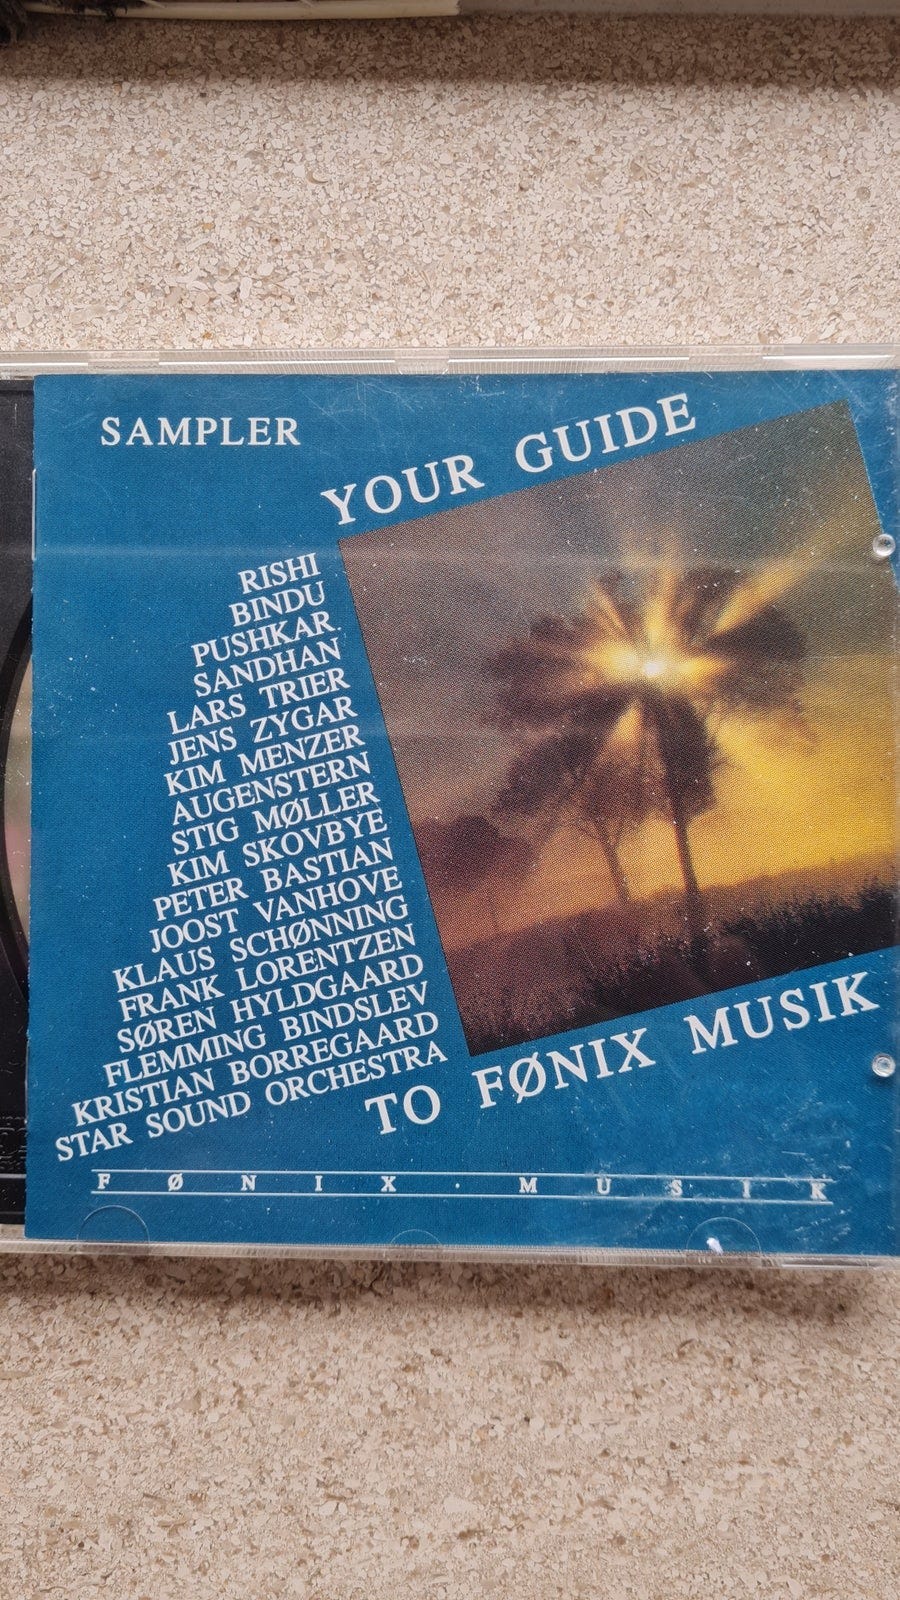 SAMPLER
YOUR GUIDE
RISHI
BINDU
PUSHKAR
SANDHAN
LARS TRIER
JENS ZYGAR
KIM MENZER
AUGENSTERN
STIG MØLLER
KIM SKOVBYE
PETER BASTIAN
JOOST VANHOVE
KLAUS SCHØNNING
FRANK LORENTZEN
SØREN HYLDGAARD
FLEMMING BINDSLEV
KRISTIAN BORREGAARD
STAR SOUND ORCHESTRA
TO FØNIX MUSIK
FØNIX · MUSIK